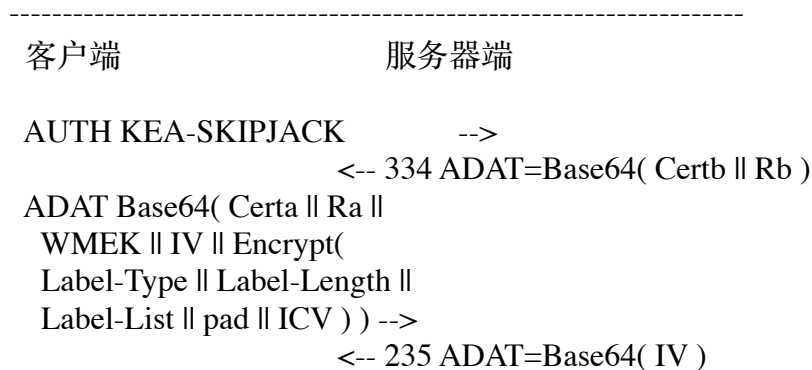 ---------------------------------------------------------------------
客户端 服务器端
AUTH KEA-SKIPJACK -->
<-- 334 ADAT=Base64( Certb || Rb )
ADAT Base64( Certa || Ra ||
WMEK || IV || Encrypt(
Label-Type || Label-Length ||
Label-List || pad || ICV ) ) -->
<-- 235 ADAT=Base64( IV )